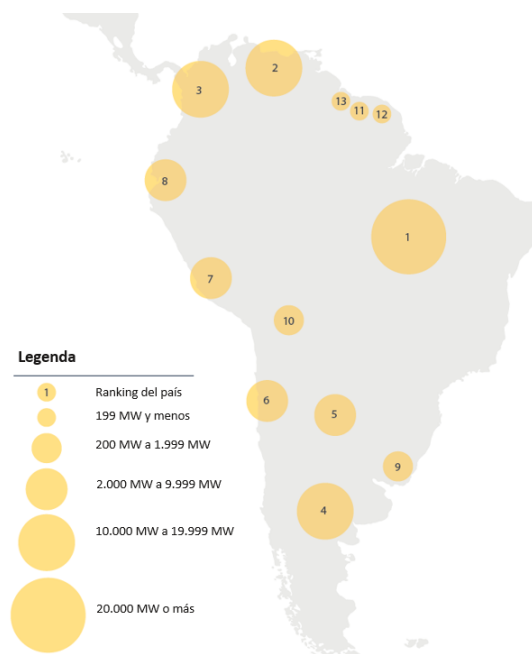 2
3
13
11
12
8
1
7
10
Legenda
1 Ranking del país
6
199 MW y menos
5
200 MW a 1.999 MW
9
2.000 MW a 9.999 MW
4
10.000 MW a 19.999 MW
20.000 MW o más